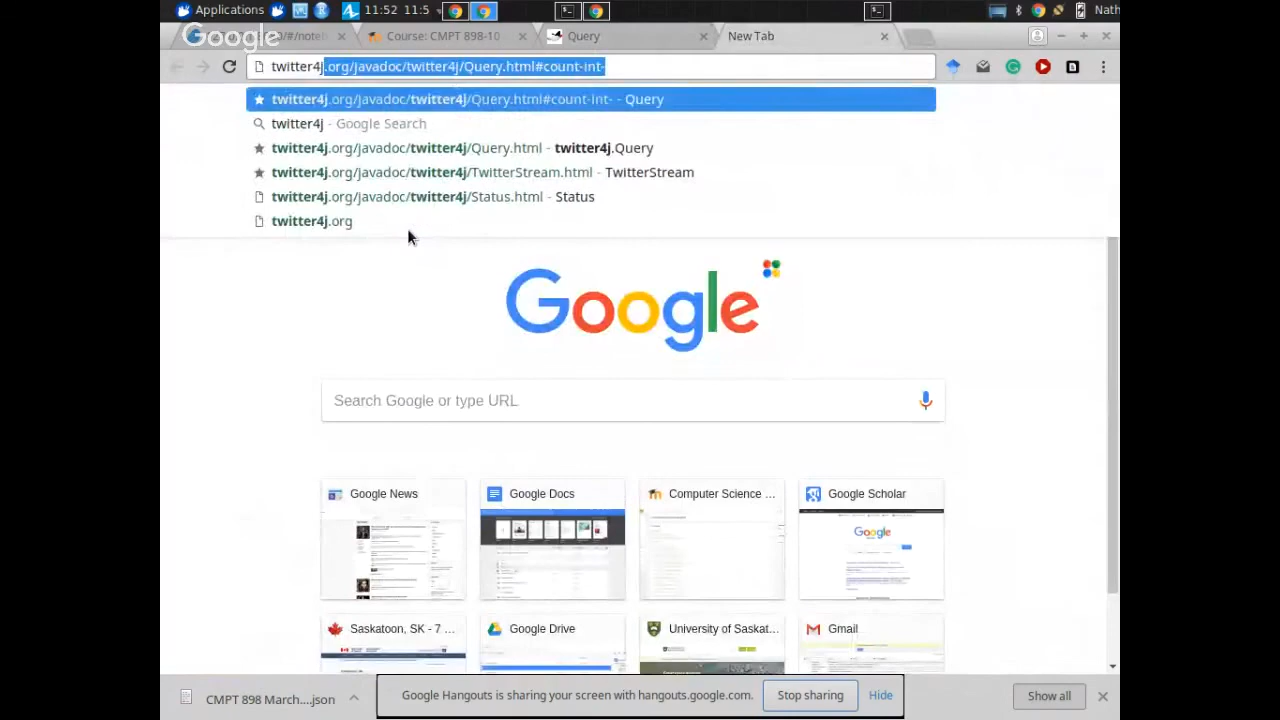 Applications
11:52 11:5
Nath
Google
0/#/noteb
Course: CMPT 898-10
Query
New Tab
twitter4j.org/javadoc/twitter4j/Query.html#count-int-
twitter4j.org/javadoc/twitter4j/Query.html#count-int- - Query
twitter4j - Google Search
twitter4j.org/javadoc/twitter4j/Query.html - twitter4j.Query
twitter4j.org/javadoc/twitter4j/TwitterStream.html - TwitterStream
twitter4j.org/javadoc/twitter4j/Status.html - Status
twitter4j.org
Google
Search Google or type URL
Google News
Google Docs
Computer Science ...
Google Scholar
Saskatoon, SK - 7 ...
Google Drive
University of Saskat...
Gmail
CMPT 898 March....json
Google Hangouts is sharing your screen with hangouts.google.com.
Stop sharing
Hide
Show all